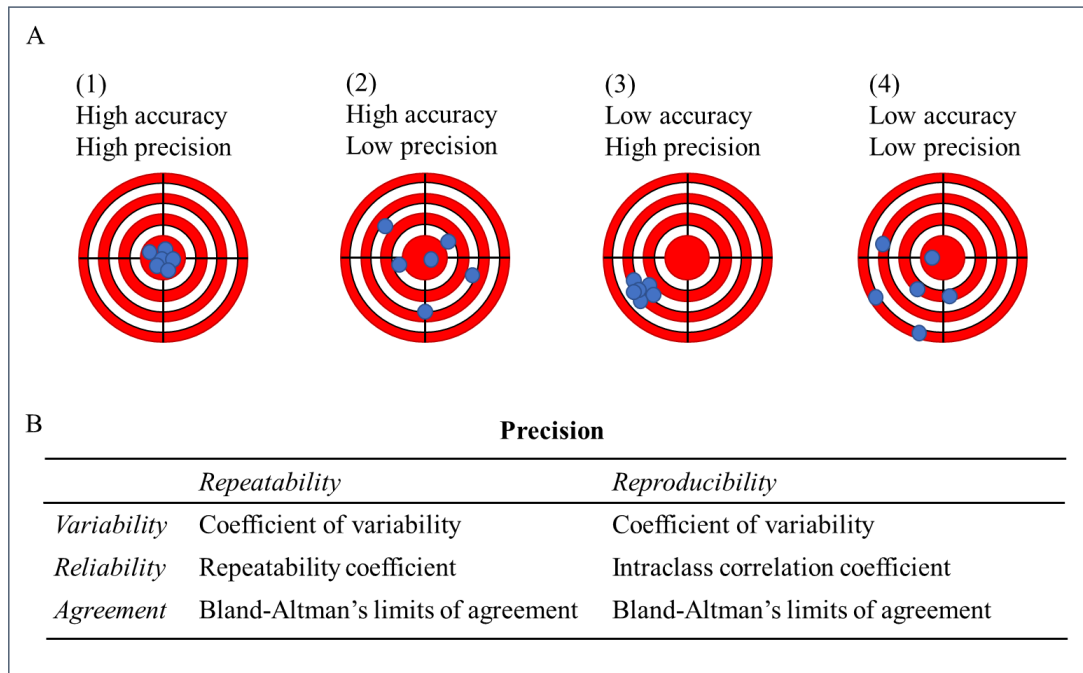 A
(1)
High accuracy
High precision
(2)
High accuracy
Low precision
(3)
Low accuracy
High precision
(4)
Low accuracy
Low precision
B
Precision
Repeatability Reproducibility
Variability Coefficient of variability Coefficient of variability
Reliability Repeatability coefficient Intraclass correlation coefficient
Agreement Bland-Altman’s limits of agreement Bland-Altman’s limits of agreement